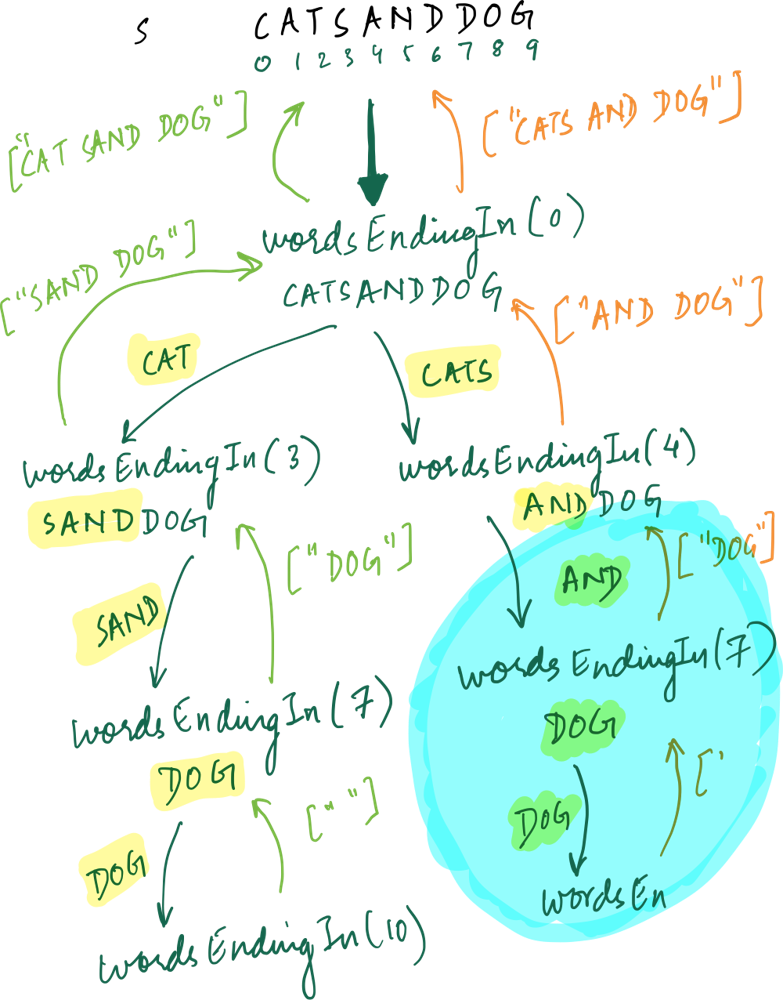 S CATSANDDOG
0 1 2 3 4 5 6 7 8 9
["CAT SAND DOG"]
["CATS AND DOG"]
wordsEndingIn(0)
["SAND DOG"]
CATSANDDOG
["AND DOG"]
CAT
CATS
wordsEndingIn(3)
wordsEndingIn(4)
SANDDOG
ANDDOG
["DOG"]
["DOG"]
AND
SAND
wordsEndingIn(7)
wordsEndingIn(7)
DOG
DOG
[" "]
['
DOG
DOG
wordsEn
wordsEndingIn(10)